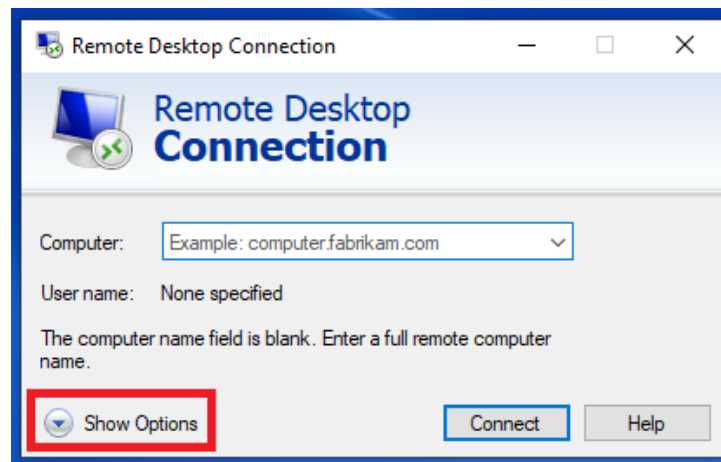 Remote Desktop Connection
Remote Desktop
Connection
Computer: Example: computer.fabrikam.com
User name: None specified
The computer name field is blank. Enter a full remote computer
name.
Show Options Connect Help